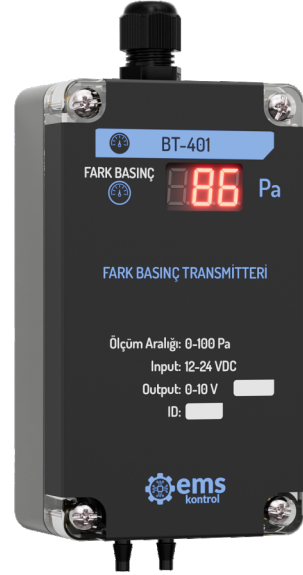 BT-401
FARK BASINÇ
86 Pa
FARK BASINÇ TRANSMİTTERİ
Ölçüm Aralığı: 0-100 Pa
Input: 12-24 VDC
Output: 0-10 V
ID:
ems
kontrol